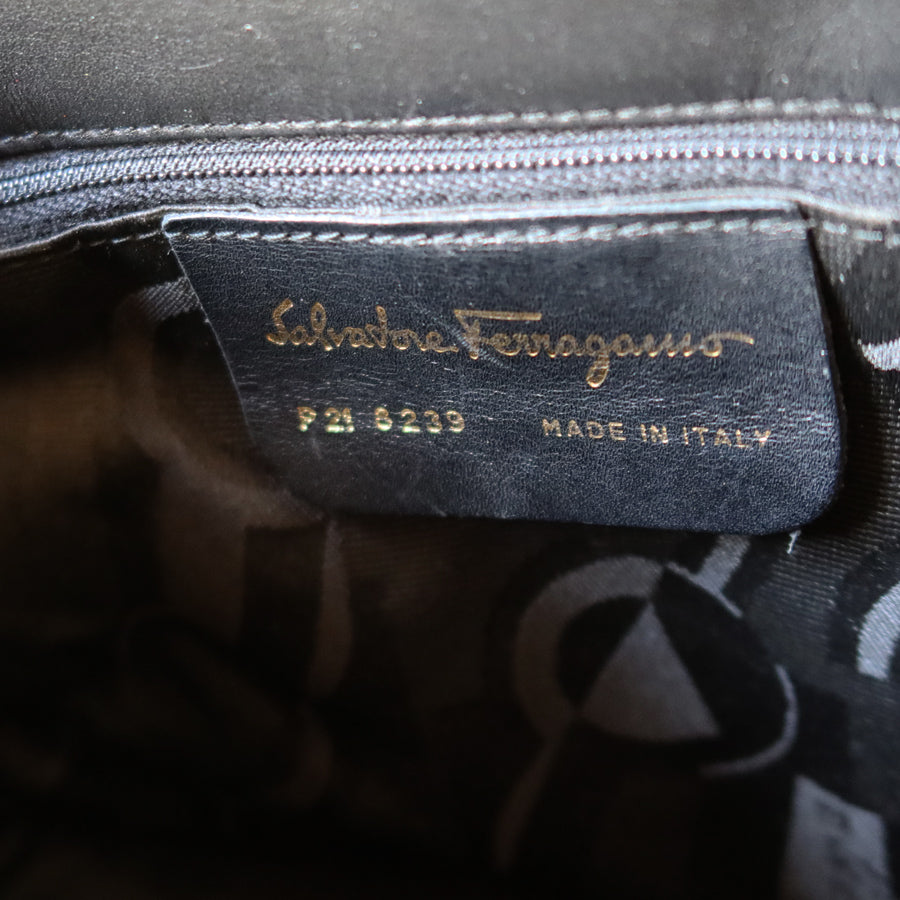 Salvatore Ferragamo
P21 8239 MADE IN ITALY